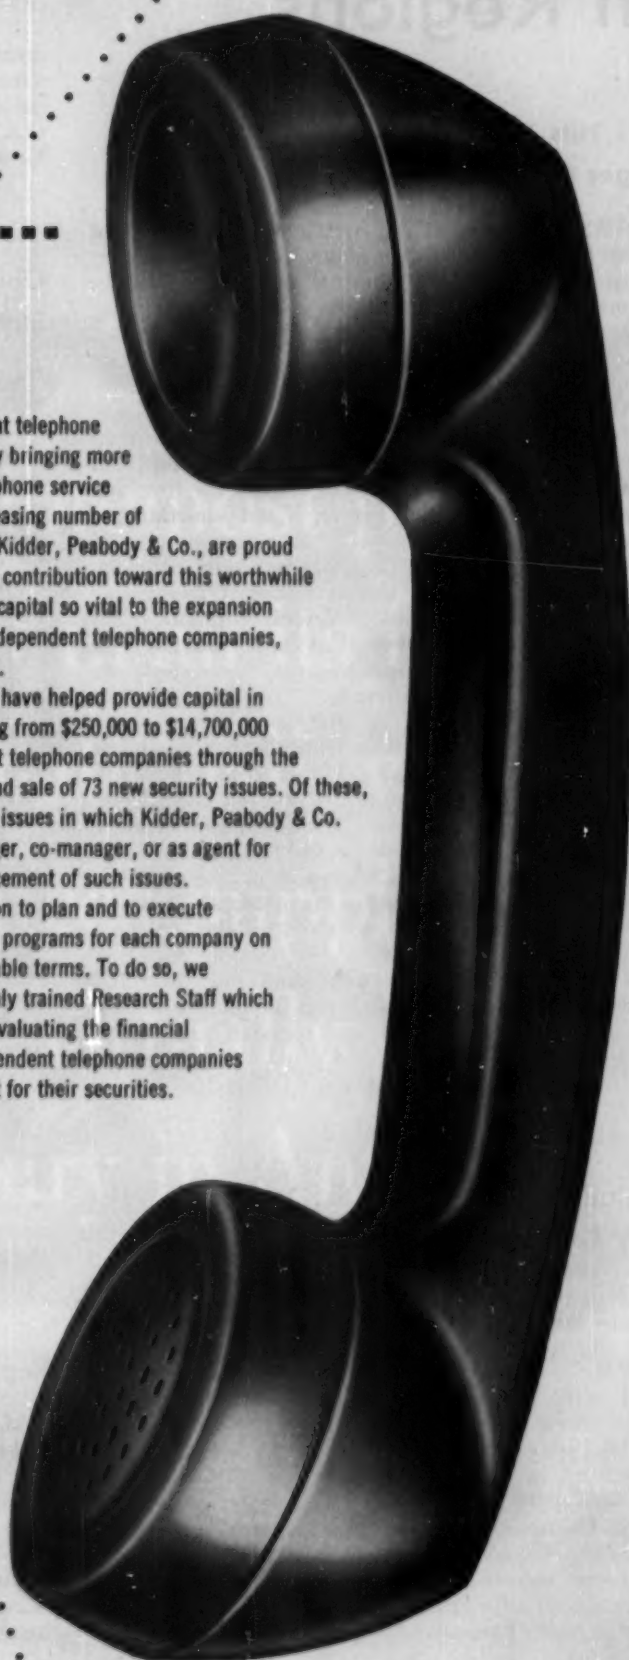 t telephone
bringing more
phone service
easing number of
Kidder, Peabody & Co., are proud
contribution toward this worthwhile
capital so vital to the expansion
dependent telephone companies,
have helped provide capital in
g from $250,000 to $14,700,000
t telephone companies through the
nd sale of 73 new security issues. Of these,
issues in which Kidder, Peabody & Co.
er, co-manager, or as agent for
cement of such issues.
on to plan and to execute
programs for each company on
ble terms. To do so, we
ly trained Research Staff which
valuating the financial
endent telephone companies
t for their securities.